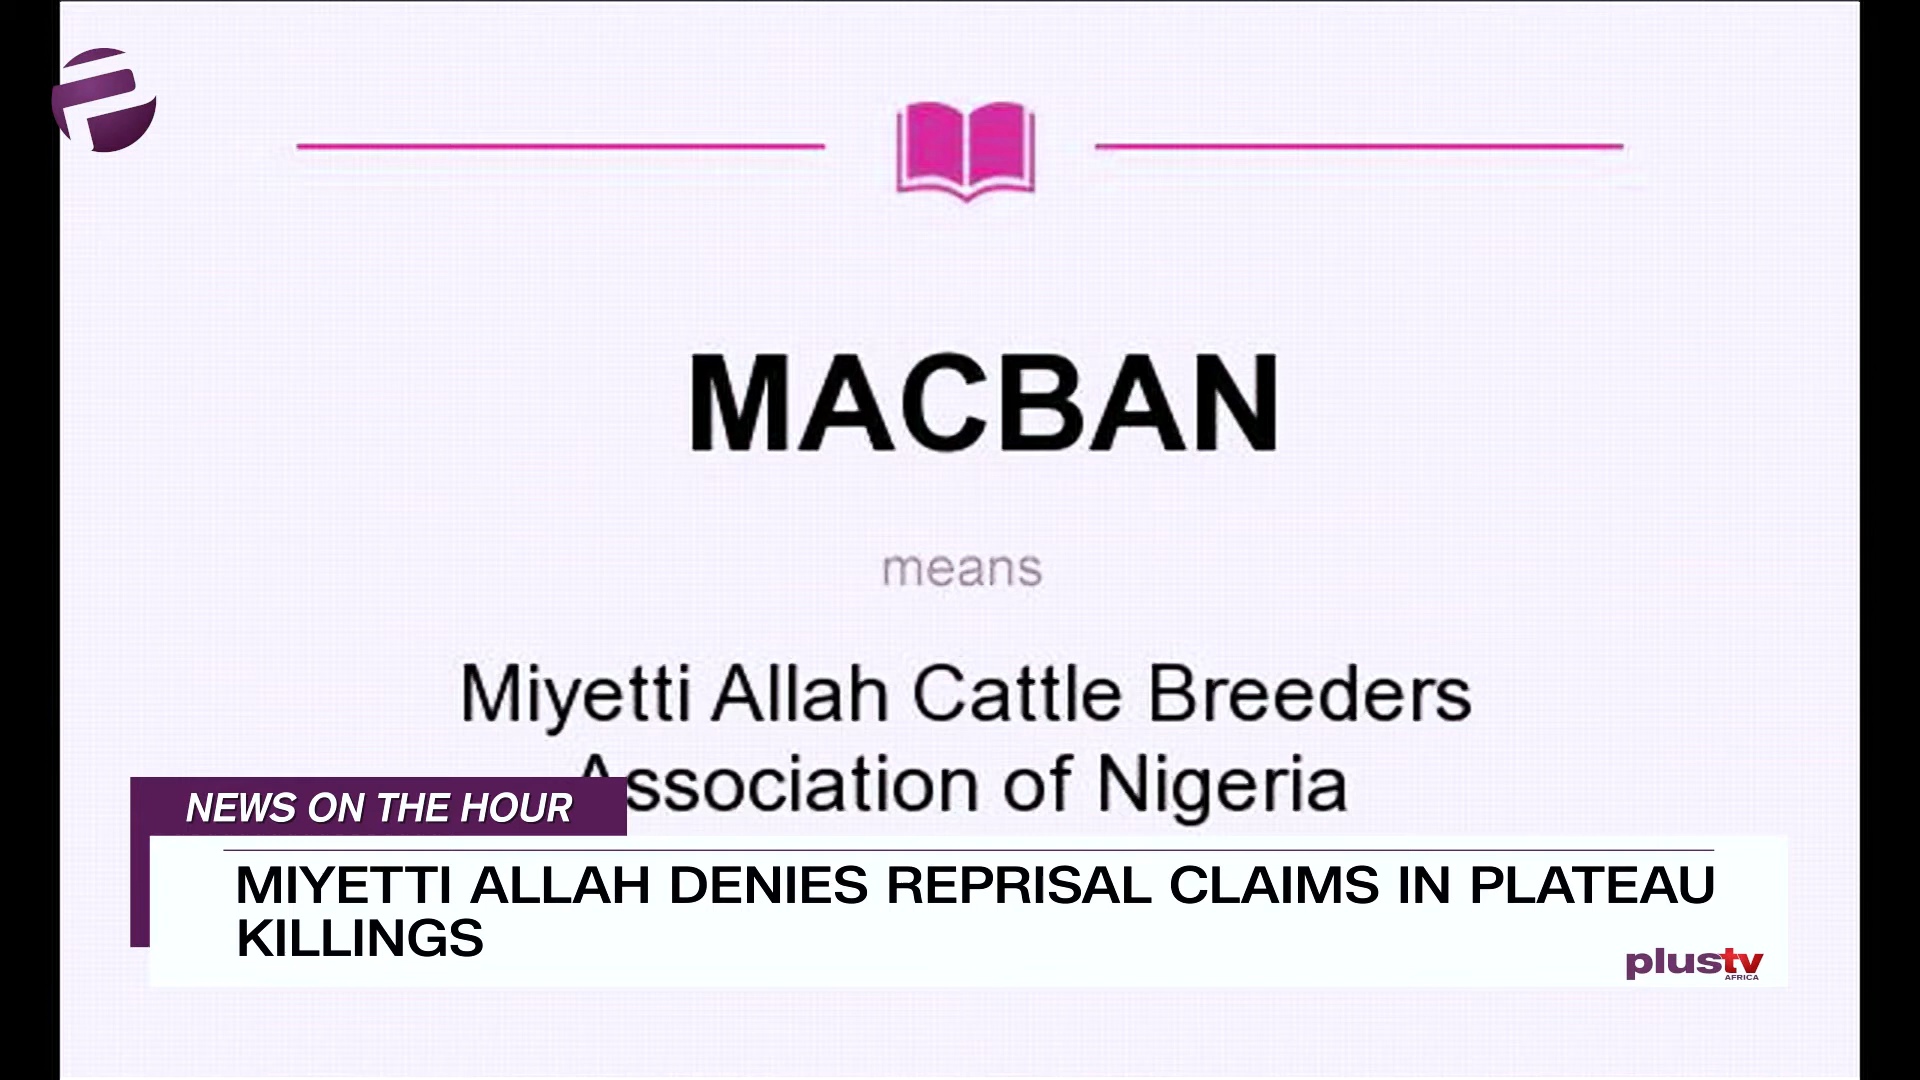 MACBAN
means
Miyetti Allah Cattle Breeders
Association of Nigeria
NEWS ON THE HOUR
MIYETTI ALLAH DENIES REPRISAL CLAIMS IN PLATEAU
KILLINGS
plustv
AFRICA